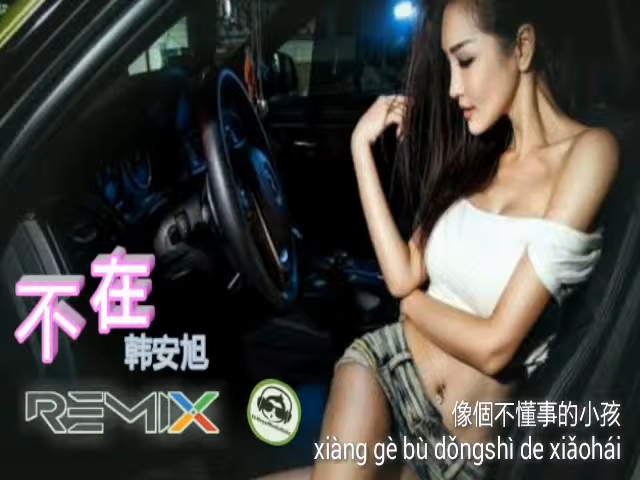 不在
韩安旭
REMIX
像個不懂事的小孩
xiàng gè bù dǒngshì de xiǎohái